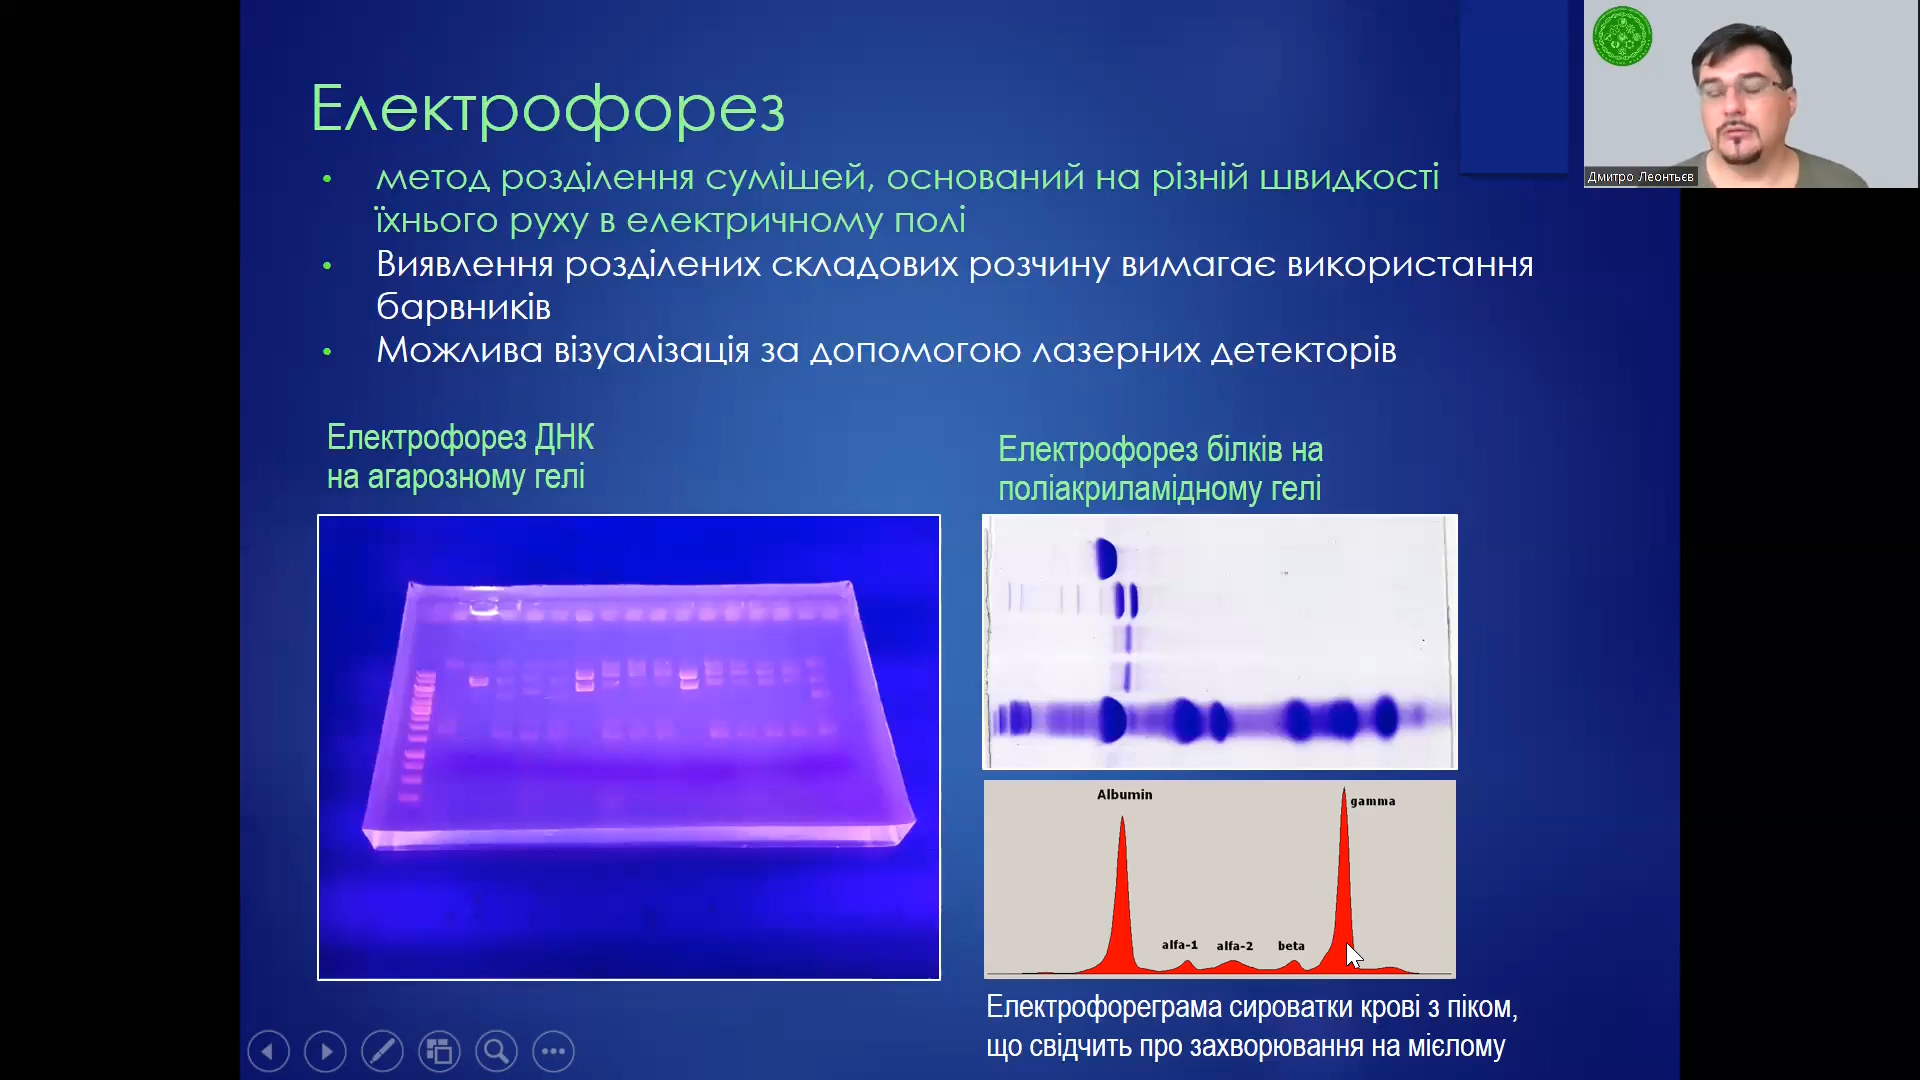 Електрофорез
• метод розділення сумішей, оснований на різній швидкості
їхнього руху в електричному полі
• Виявлення розділених складових розчину вимагає використання
барвників
• Можлива візуалізація за допомогою лазерних детекторів
Дмитро Леонтьєв
Електрофорез ДНК
на агарозному гелі
Електрофорез білків на
поліакриламідному гелі
Albumin
gamma
alfa-1
alfa-2
beta
Електрофореграма сироватки крові з піком,
що свідчить про захворювання на мієлому